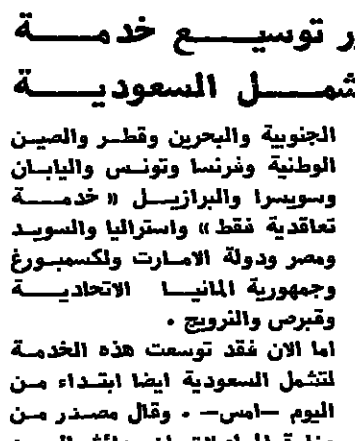 توسيع خدمة
السعودية
الجنوبية والبحرين وقطر والصين
الوطنية وفرنسا وتونس واليابان
وسويسرا والبرازيل « خدمة
تعاقدية فقط » واستراليا والسويد
ومصر ودولة الامارت ولكسمبورغ
وجمهورية المانيا الاتحادية
وقبرص والنرويج .
اما الان فقد توسعت هذه الخدمة
لتشمل السعودية ايضا ابتداء من
اليوم —امس— . وقال مصدر من